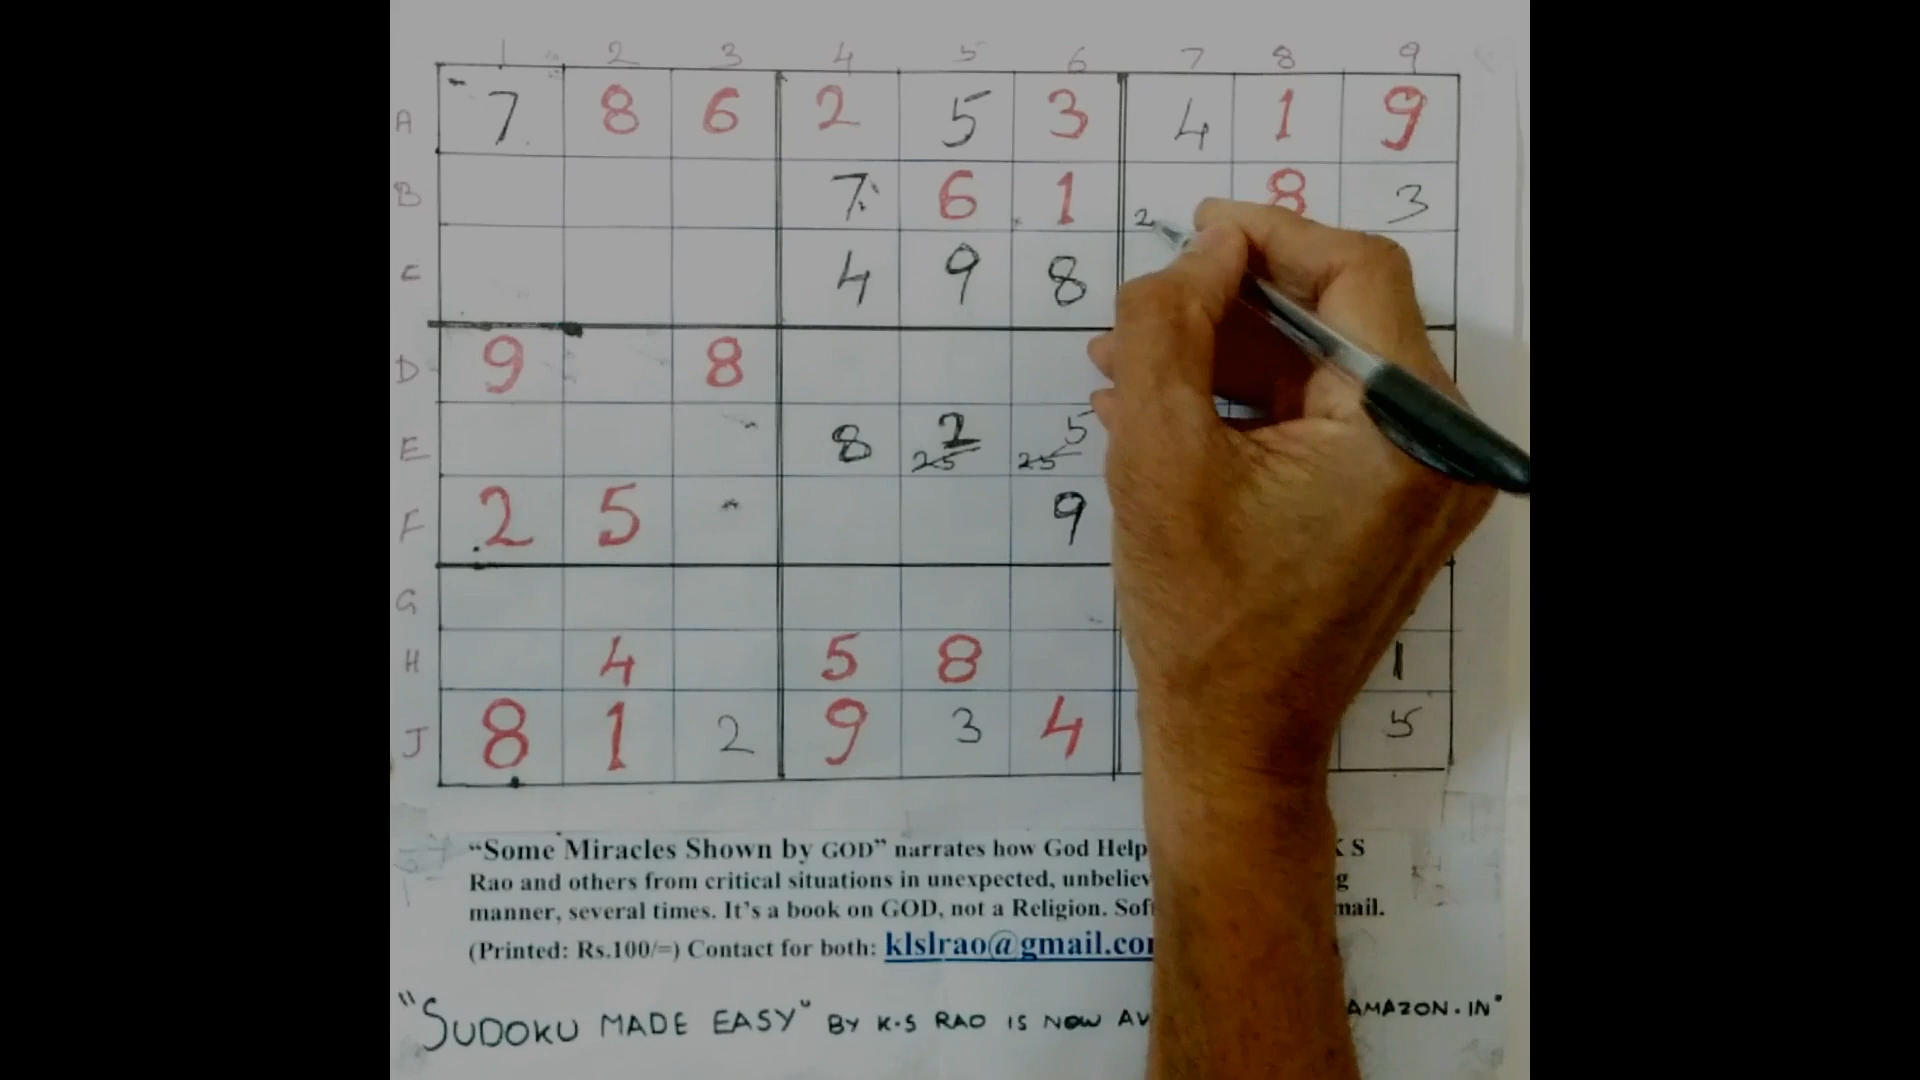 1 2 3 4 5 6 7 8 9
A 7 8 6 2 5 3 4 1 9
B 7 6 1 2 8 3
C 4 9 8
D 9 8
E 8 2 25 5 25
F 2 5 9
G
H 4 5 8 1
J 8 1 2 9 3 4 5
“Some Miracles Shown by GOD” narrates how God K S
Rao and others from critical situations in unexpected,
manner, several times. It’s a book on GOD, not a Religion.
(Printed: Rs.100/=) Contact for both:
"SUDOKU MADE EASY" BY K.S RAO IS NOW AMAZON.IN"